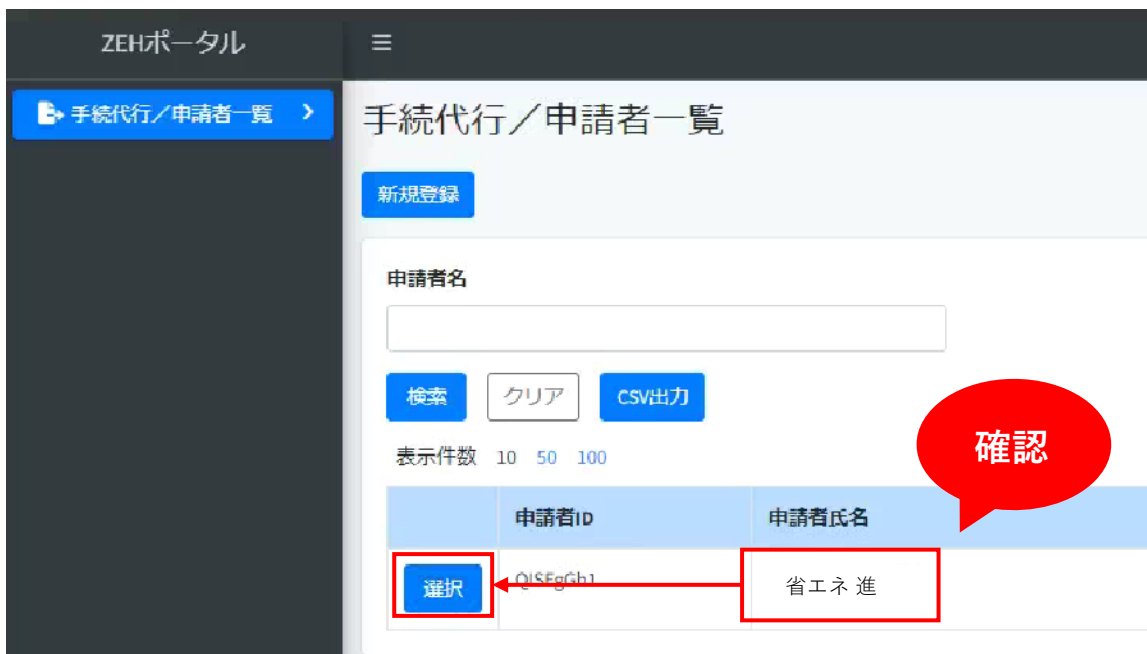 ZEHポータル
手続代行／申請者一覧
手続代行／申請者一覧
新規登録
申請者名
検索 クリア CSV出力
表示件数 10 50 100
確認
申請者ID 申請者氏名
選択 省エネ 進